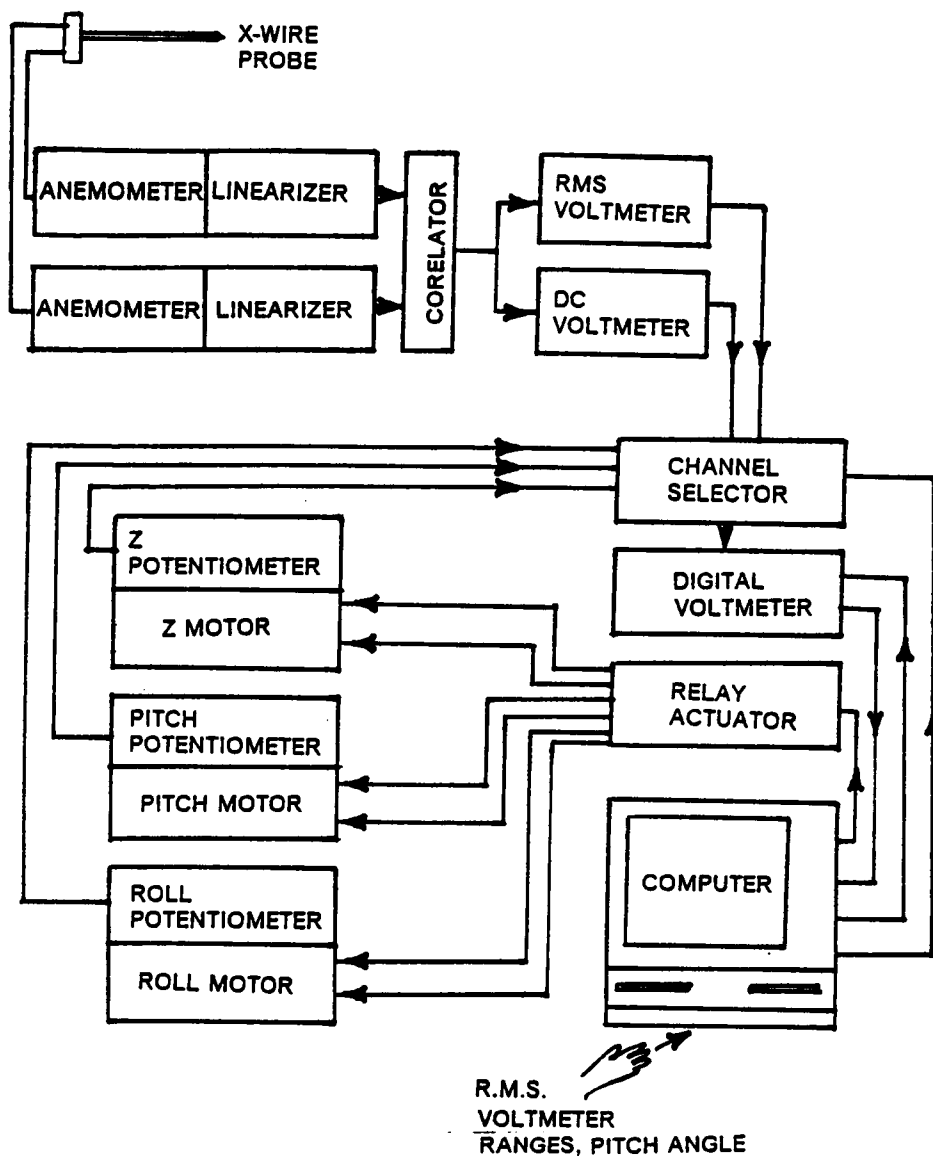 X-WIRE
PROBE
ANEMOMETER LINEARIZER
ANEMOMETER LINEARIZER
CORELATOR
RMS
VOLTMETER
DC
VOLTMETER
CHANNEL
SELECTOR
DIGITAL
VOLTMETER
Z
POTENTIOMETER
Z MOTOR
RELAY
ACTUATOR
PITCH
POTENTIOMETER
PITCH MOTOR
COMPUTER
ROLL
POTENTIOMETER
ROLL MOTOR
R.M.S.
VOLTMETER
RANGES, PITCH ANGLE